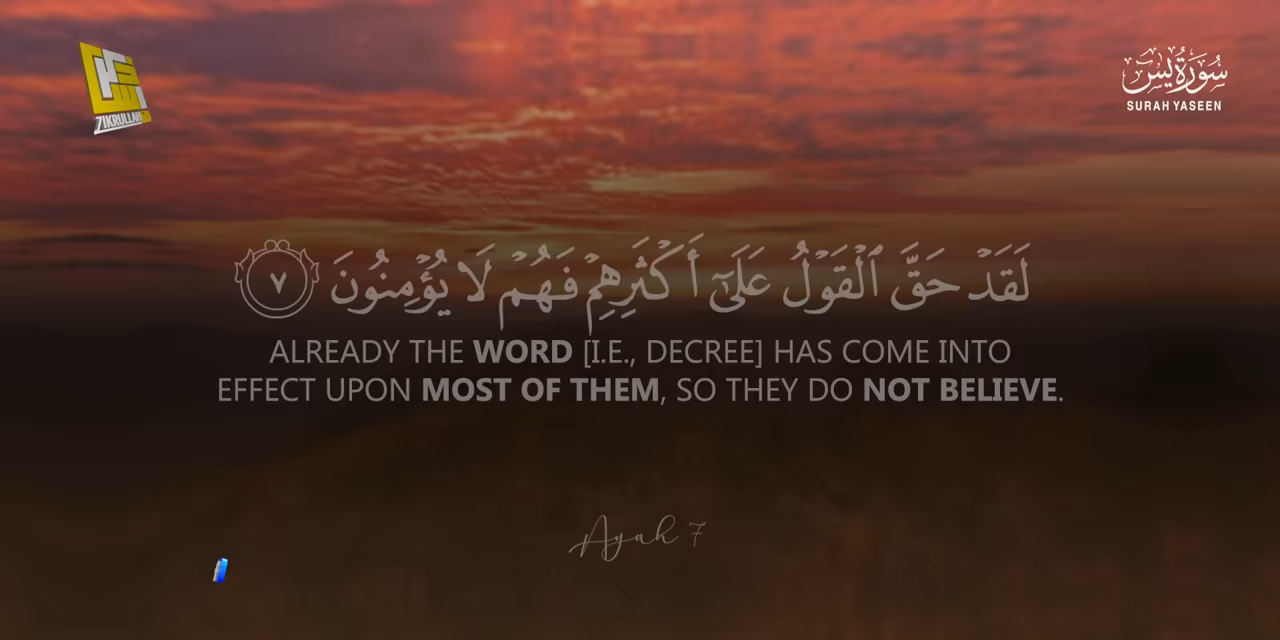 ZIKRULLAH
سُورَةُ يس
SURAH YASEEN
لَقَدْ حَقَّ ٱلْقَوْلُ عَلَىٰٓ أَكْثَرِهِمْ فَهُمْ لَا يُؤْمِنُونَ ٧
ALREADY THE WORD [I.E., DECREE] HAS COME INTO
EFFECT UPON MOST OF THEM, SO THEY DO NOT BELIEVE.
Ayah 7